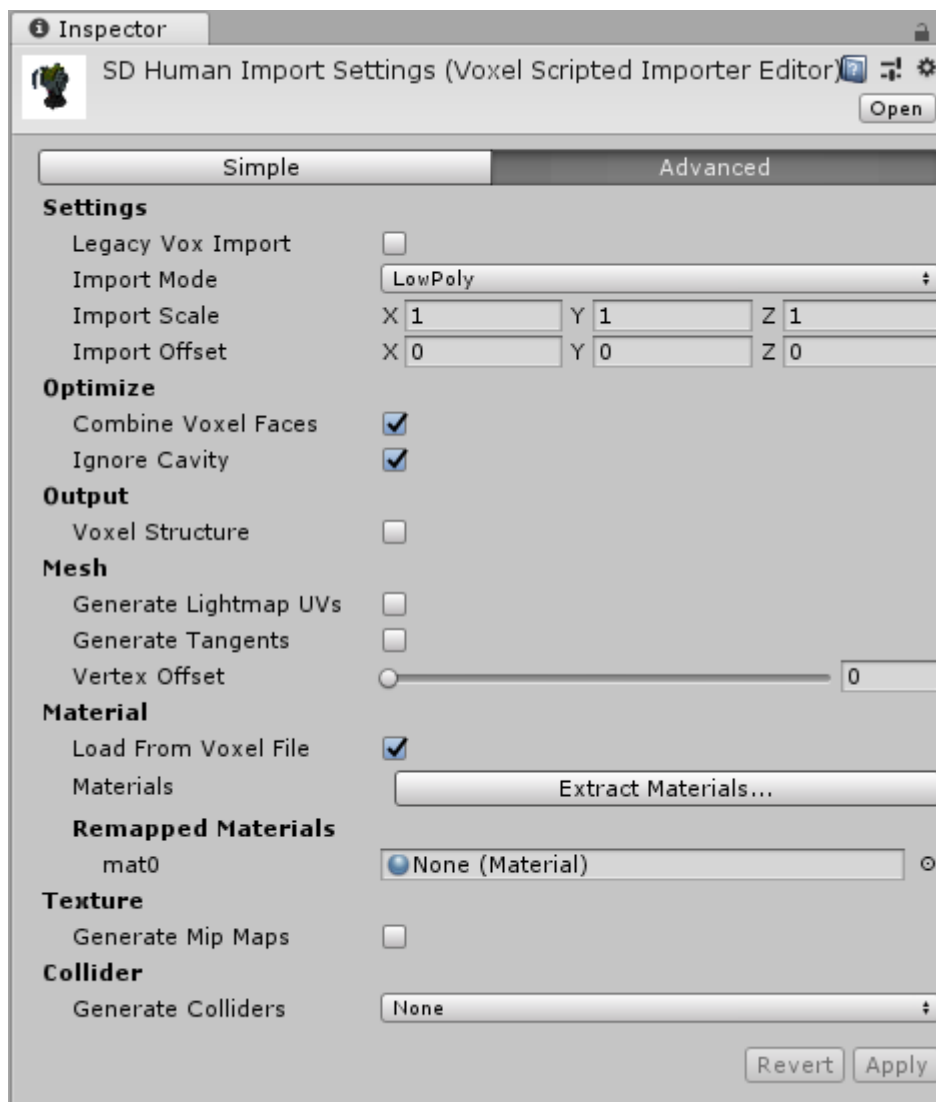 Inspector
SD Human Import Settings (Voxel Scripted Importer Editor)
Open
Simple Advanced
Settings
Legacy Vox Import
Import Mode LowPoly
Import Scale X 1 Y 1 Z 1
Import Offset X 0 Y 0 Z 0
Optimize
Combine Voxel Faces
Ignore Cavity
Output
Voxel Structure
Mesh
Generate Lightmap UVs
Generate Tangents
Vertex Offset 0
Material
Load From Voxel File
Materials Extract Materials...
Remapped Materials
mat0 None (Material)
Texture
Generate Mip Maps
Collider
Generate Colliders None
Revert Apply